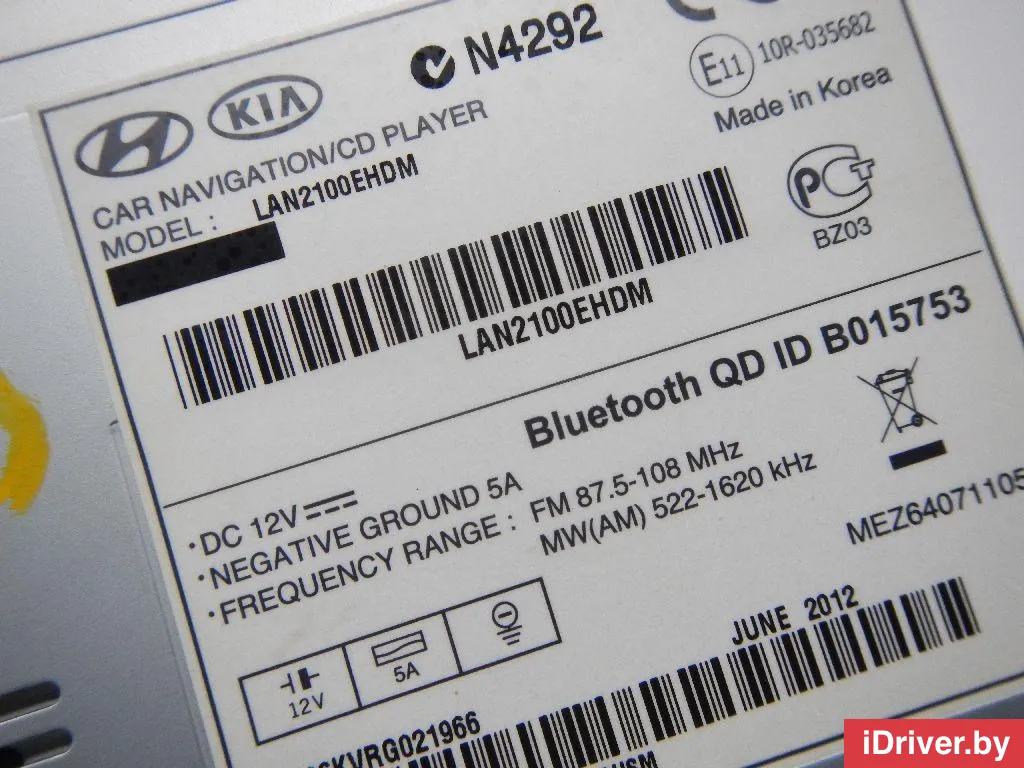 N4292
E11 10R-035682
KIA
Made in Korea
CAR NAVIGATION/CD PLAYER
MODEL : LAN2100EHDM
BZ03
LAN2100EHDM
Bluetooth QD ID B015753
·DC 12V
·NEGATIVE GROUND 5A
·FREQUENCY RANGE : FM 87.5-108 MHz
MW(AM) 522-1620 kHz
MEZ64071105
12V
5A
JUNE 2012
KVRG021966
iDriver.by